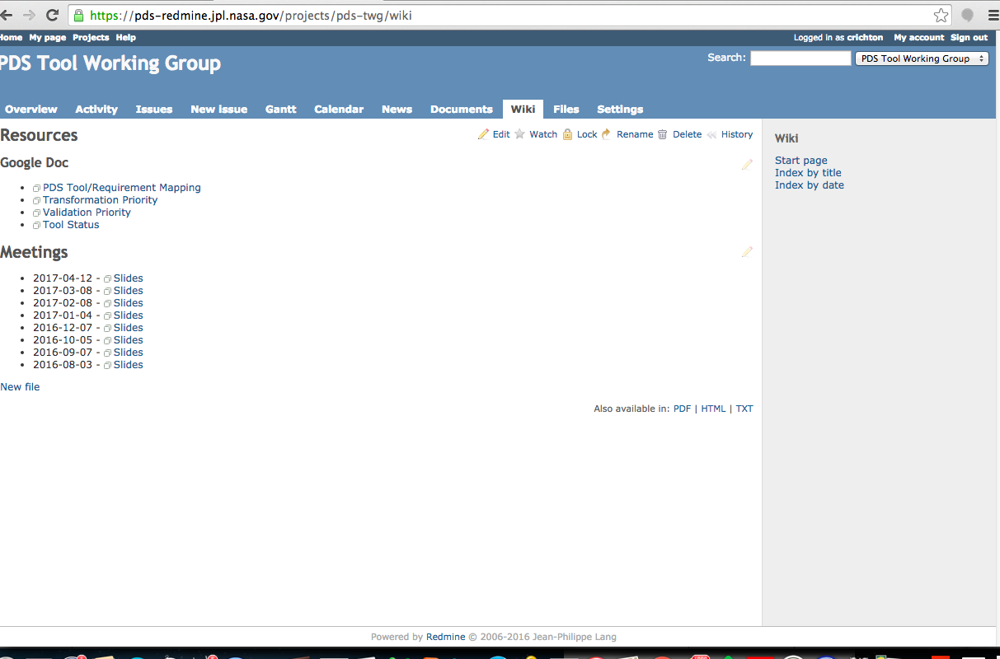 https://pds-redmine.jpl.nasa.gov/projects/pds-twg/wiki
Home My page Projects Help Logged in as crichton My account Sign out
PDS Tool Working Group Search: PDS Tool Working Group
Overview Activity Issues New issue Gantt Calendar News Documents Wiki Files Settings
Resources Edit Watch Lock Rename Delete History
Google Doc
PDS Tool/Requirement Mapping
Transformation Priority
Validation Priority
Tool Status
Meetings
2017-04-12 - Slides
2017-03-08 - Slides
2017-02-08 - Slides
2017-01-04 - Slides
2016-12-07 - Slides
2016-10-05 - Slides
2016-09-07 - Slides
2016-08-03 - Slides
New file
Also available in: PDF | HTML | TXT
Wiki
Start page
Index by title
Index by date
Powered by Redmine © 2006-2016 Jean-Philippe Lang